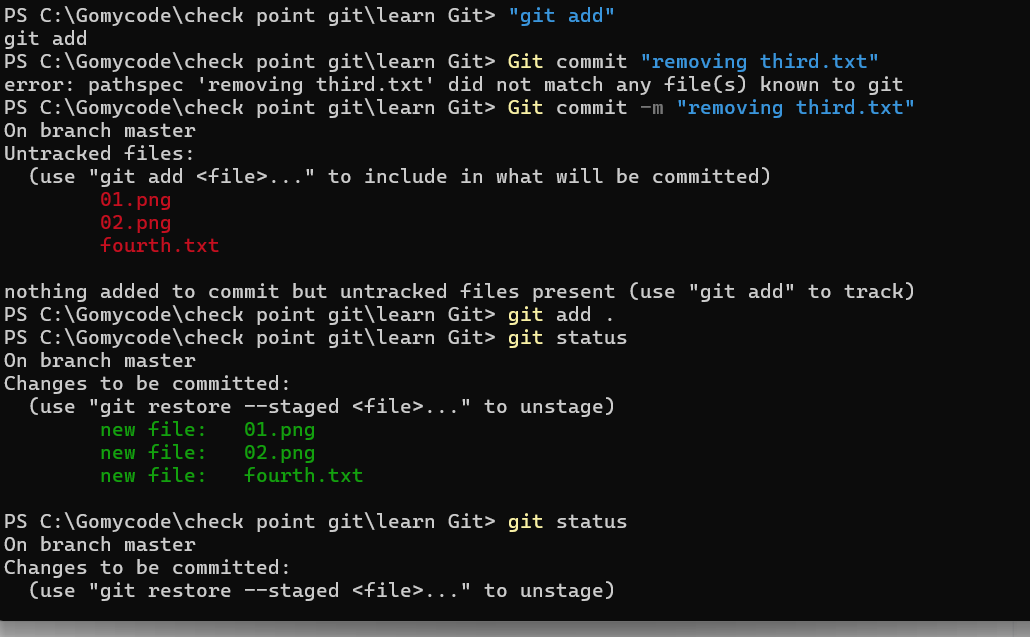 PS C:\Gomycode\check point git\learn Git> "git add"
git add
PS C:\Gomycode\check point git\learn Git> Git commit "removing third.txt"
error: pathspec 'removing third.txt' did not match any file(s) known to git
PS C:\Gomycode\check point git\learn Git> Git commit -m "removing third.txt"
On branch master
Untracked files:
  (use "git add <file>..." to include in what will be committed)
        01.png
        02.png
        fourth.txt

nothing added to commit but untracked files present (use "git add" to track)
PS C:\Gomycode\check point git\learn Git> git add .
PS C:\Gomycode\check point git\learn Git> git status
On branch master
Changes to be committed:
  (use "git restore --staged <file>..." to unstage)
        new file:   01.png
        new file:   02.png
        new file:   fourth.txt

PS C:\Gomycode\check point git\learn Git> git status
On branch master
Changes to be committed:
  (use "git restore --staged <file>..." to unstage)